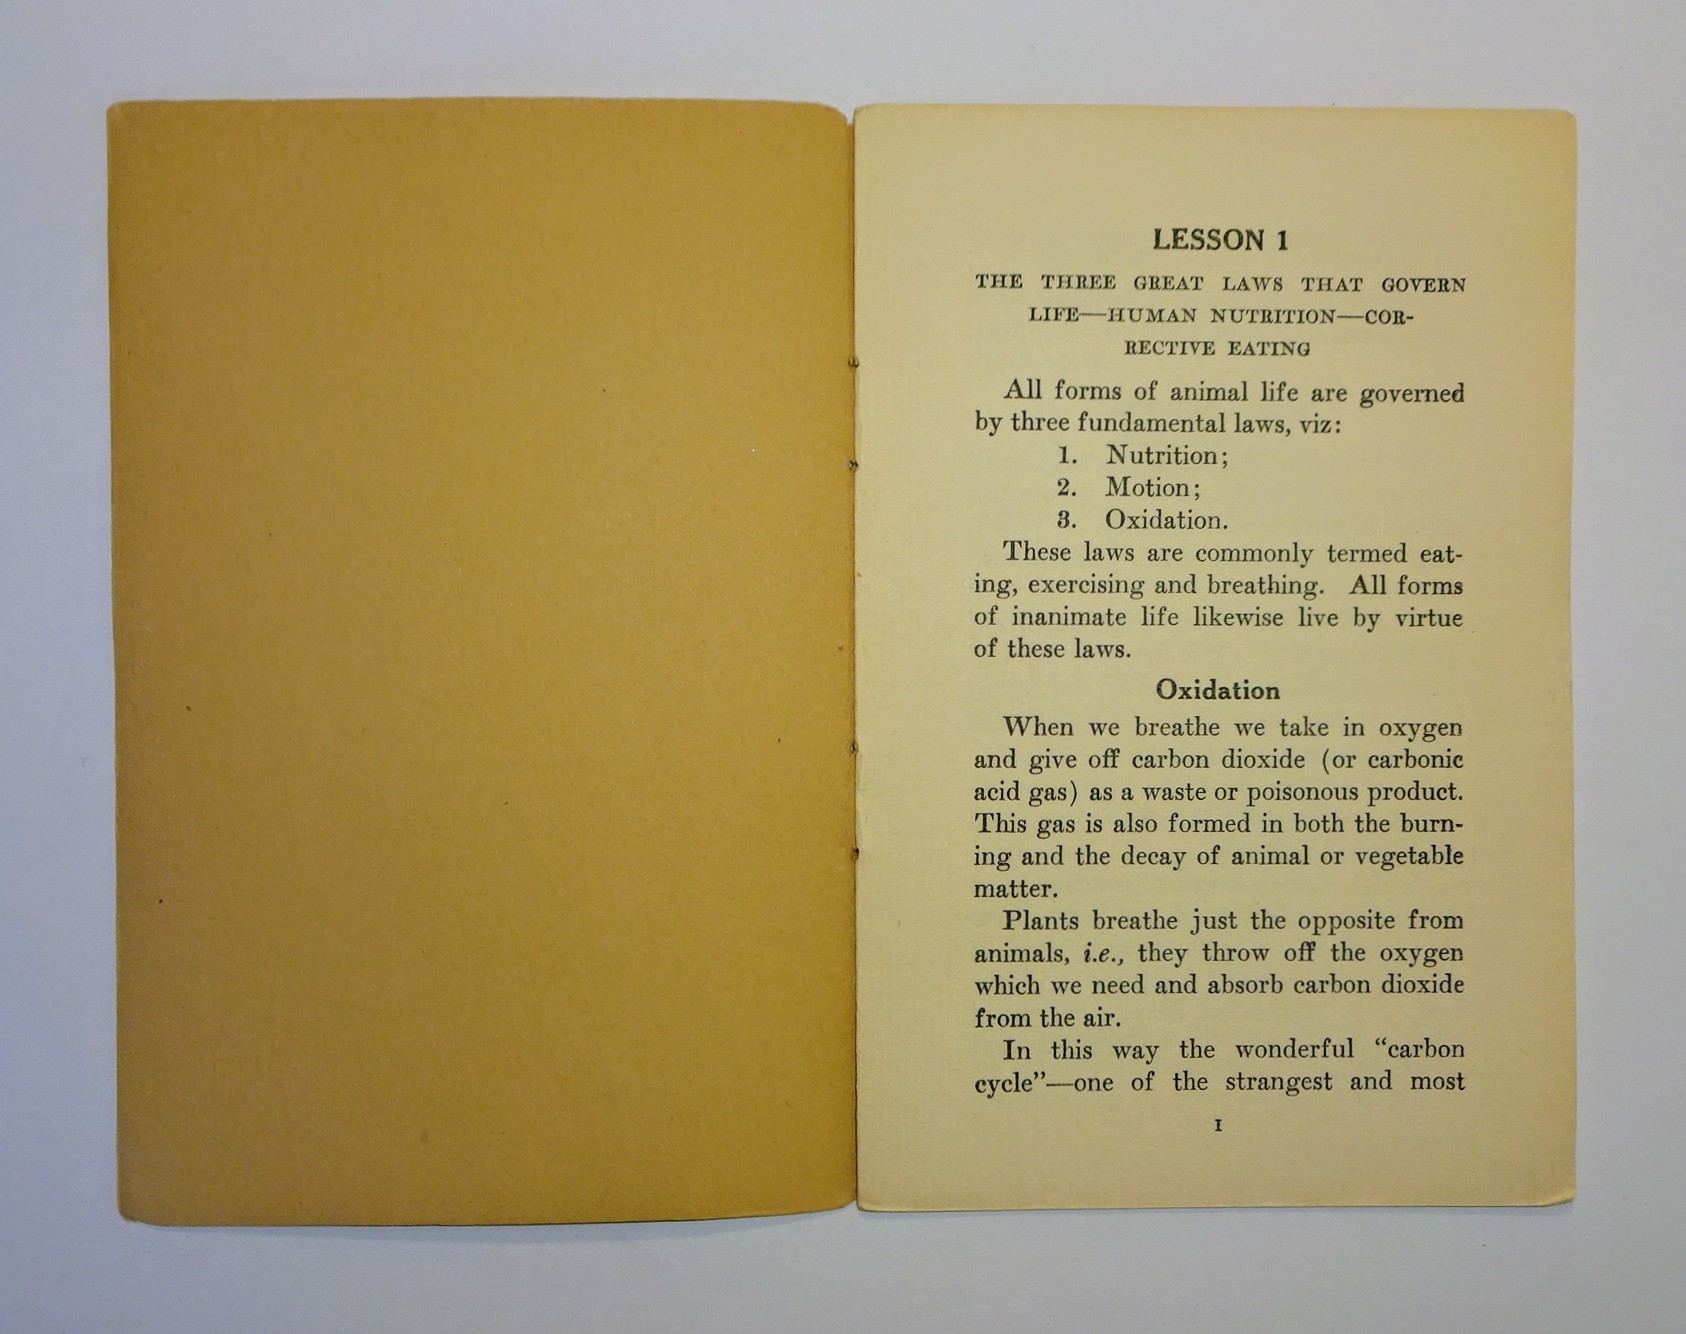 LESSON 1
THE THREE GREAT LAWS THAT GOVERN
LIFE—HUMAN NUTRITION—COR-
RECTIVE EATING
All forms of animal life are governed
by three fundamental laws, viz:
1. Nutrition;
2. Motion;
3. Oxidation.
These laws are commonly termed eat-
ing, exercising and breathing. All forms
of inanimate life likewise live by virtue
of these laws.
Oxidation
When we breathe we take in oxygen
and give off carbon dioxide (or carbonic
acid gas) as a waste or poisonous product.
This gas is also formed in both the burn-
ing and the decay of animal or vegetable
matter.
Plants breathe just the opposite from
animals, i.e., they throw off the oxygen
which we need and absorb carbon dioxide
from the air.
In this way the wonderful “carbon
cycle”—one of the strangest and most
1